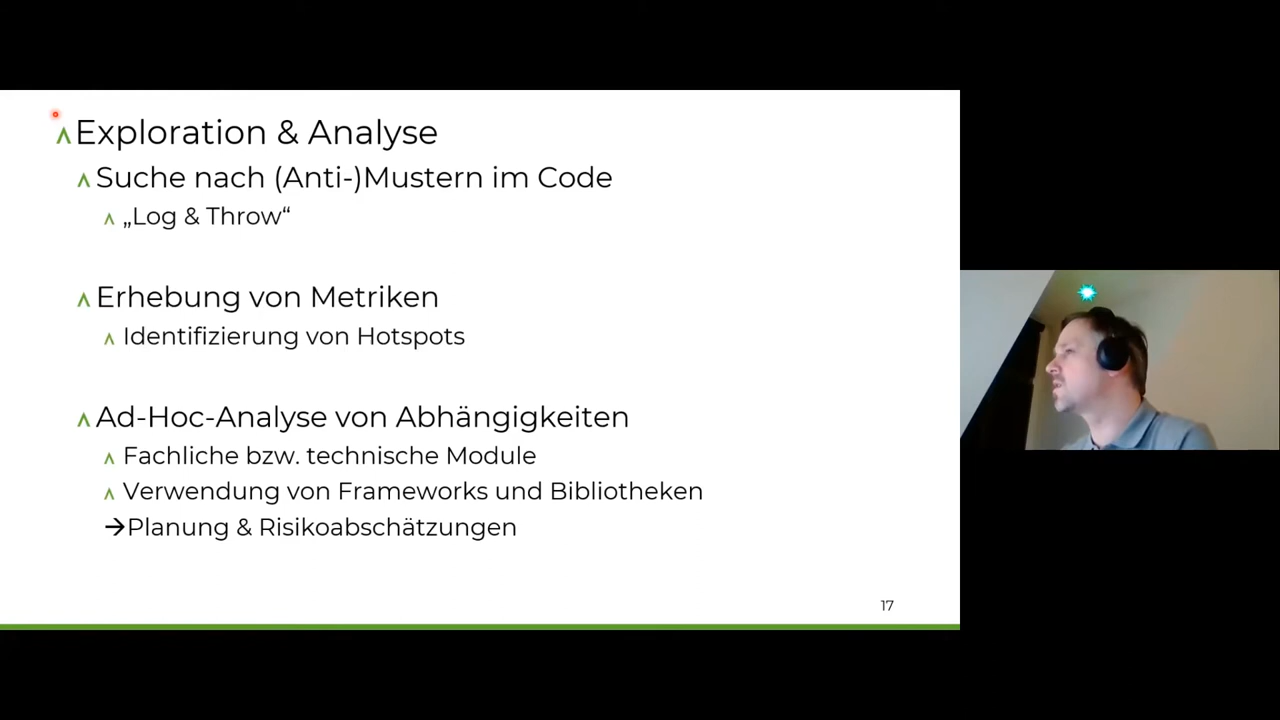 Exploration & Analyse
Suche nach (Anti-)Mustern im Code
„Log & Throw“
Erhebung von Metriken
Identifizierung von Hotspots
Ad-Hoc-Analyse von Abhängigkeiten
Fachliche bzw. technische Module
Verwendung von Frameworks und Bibliotheken
→Planung & Risikoabschätzungen
17